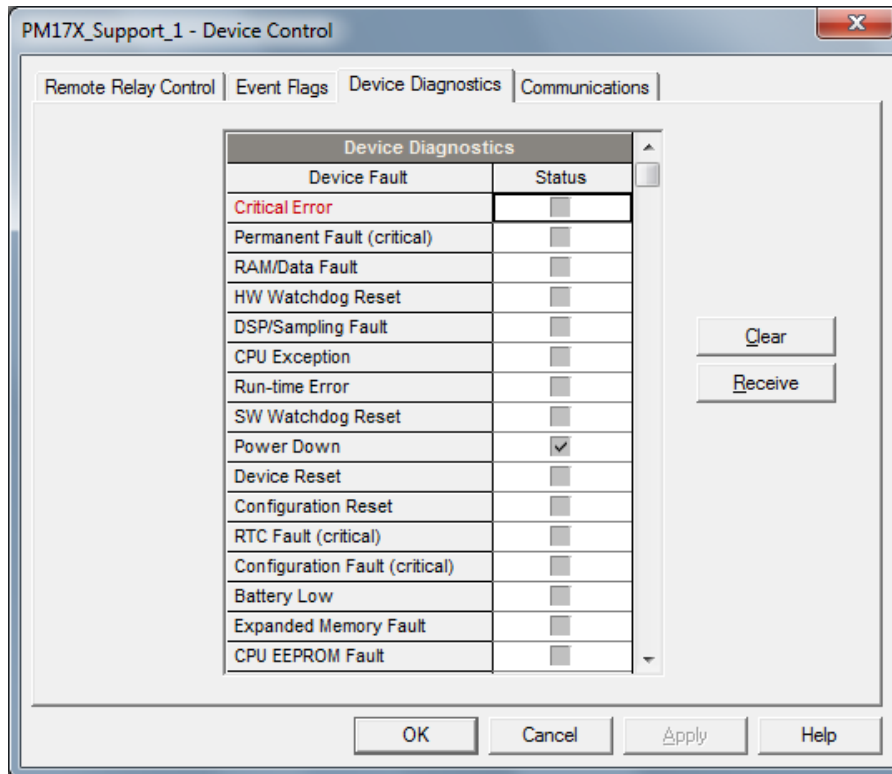 PM17X_Support_1 - Device Control
Remote Relay Control Event Flags Device Diagnostics Communications
Device Diagnostics
Device Fault Status
Critical Error
Permanent Fault (critical)
RAM/Data Fault
HW Watchdog Reset
DSP/Sampling Fault
CPU Exception
Run-time Error
SW Watchdog Reset
Power Down
Device Reset
Configuration Reset
RTC Fault (critical)
Configuration Fault (critical)
Battery Low
Expanded Memory Fault
CPU EEPROM Fault
Clear
Receive
OK Cancel Apply Help